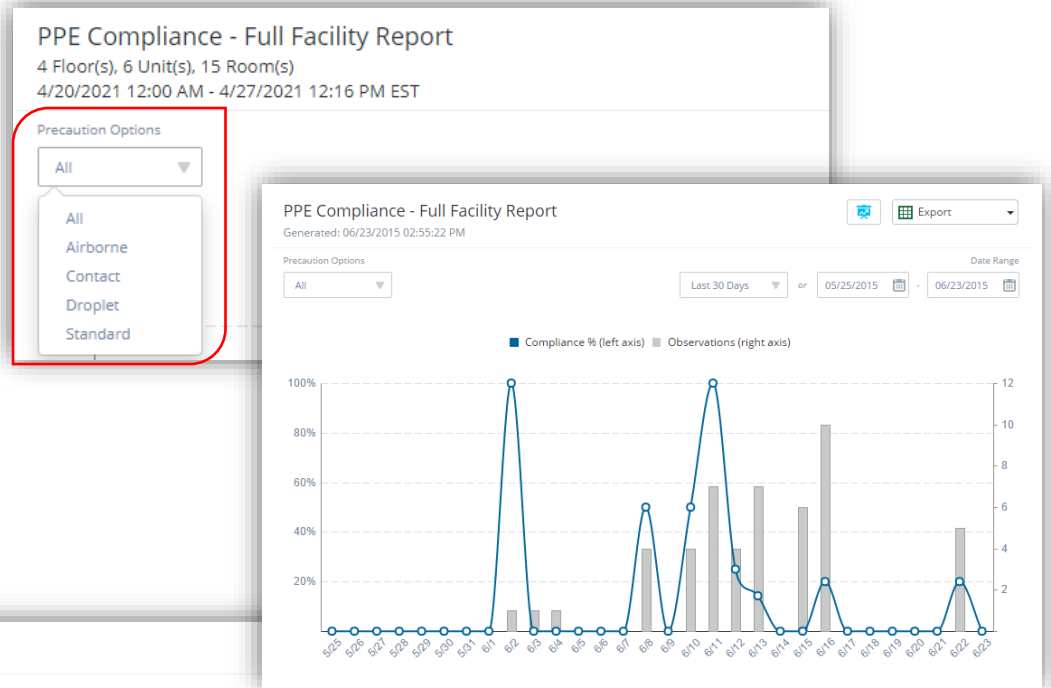 PPE Compliance - Full Facility Report
4 Floor(s), 6 Unit(s), 15 Room(s)
4/20/2021 12:00 AM - 4/27/2021 12:16 PM EST
Precaution Options
All
All
Airborne
Contact
Droplet
Standard
PPE Compliance - Full Facility Report
Export
Generated: 06/23/2015 02:55:22 PM
Precaution Options
Date Range
All
Last 30 Days or 05/25/2015 - 06/23/2015
Compliance % (left axis) Observations (right axis)
100% 12
10
80%
8
60%
6
40%
4
20%
2
5/25 5/26 5/27 5/28 5/29 5/30 5/31 6/1 6/2 6/3 6/4 6/5 6/6 6/7 6/8 6/9 6/10 6/11 6/12 6/13 6/14 6/15 6/16 6/17 6/18 6/19 6/20 6/21 6/22 6/23